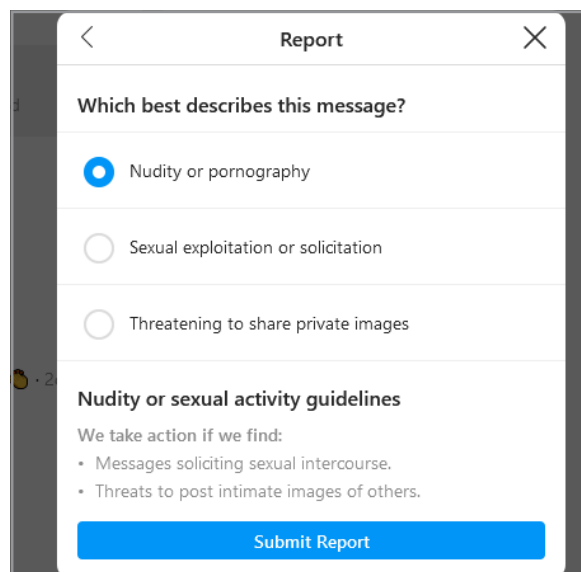 Report
Which best describes this message?
Nudity or pornography
Sexual exploitation or solicitation
Threatening to share private images
Nudity or sexual activity guidelines
We take action if we find:
• Messages soliciting sexual intercourse.
• Threats to post intimate images of others.
Submit Report